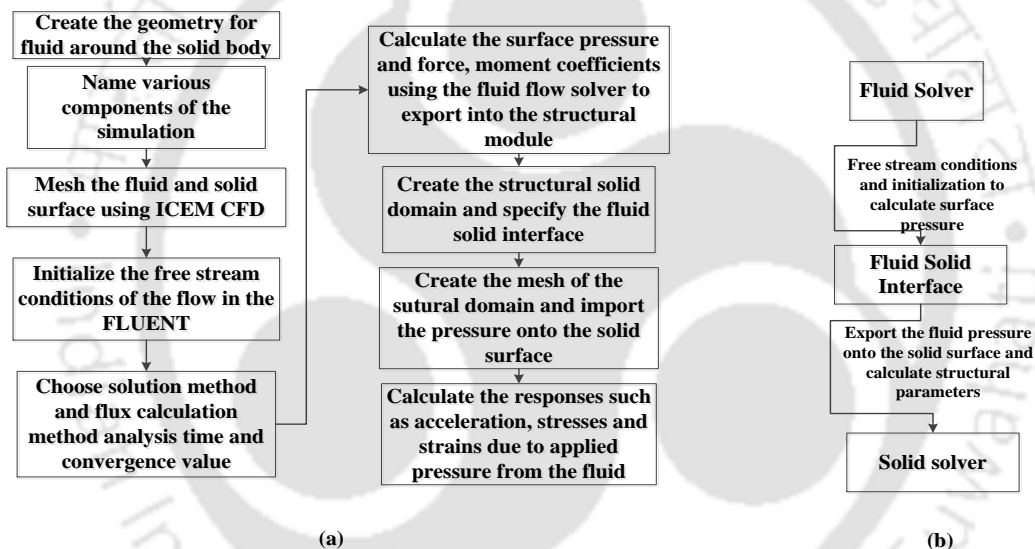 Create the geometry for
fluid around the solid body
Name various
components of the
simulation
Mesh the fluid and solid
surface using ICEM CFD
Initialize the free stream
conditions of the flow in the
FLUENT
Choose solution method
and flux calculation
method analysis time and
convergence value
Calculate the surface pressure
and force, moment coefficients
using the fluid flow solver to
export into the structural
module
Create the structural solid
domain and specify the fluid
solid interface
Create the mesh of the
sutural domain and import
the pressure onto the solid
surface
Calculate the responses such
as acceleration, stresses and
strains due to applied
pressure from the fluid
(a)
Fluid Solver
Free stream conditions
and initialization to
calculate surface
pressure
Fluid Solid
Interface
Export the fluid pressure
onto the solid surface and
calculate structural
parameters
Solid solver
(b)